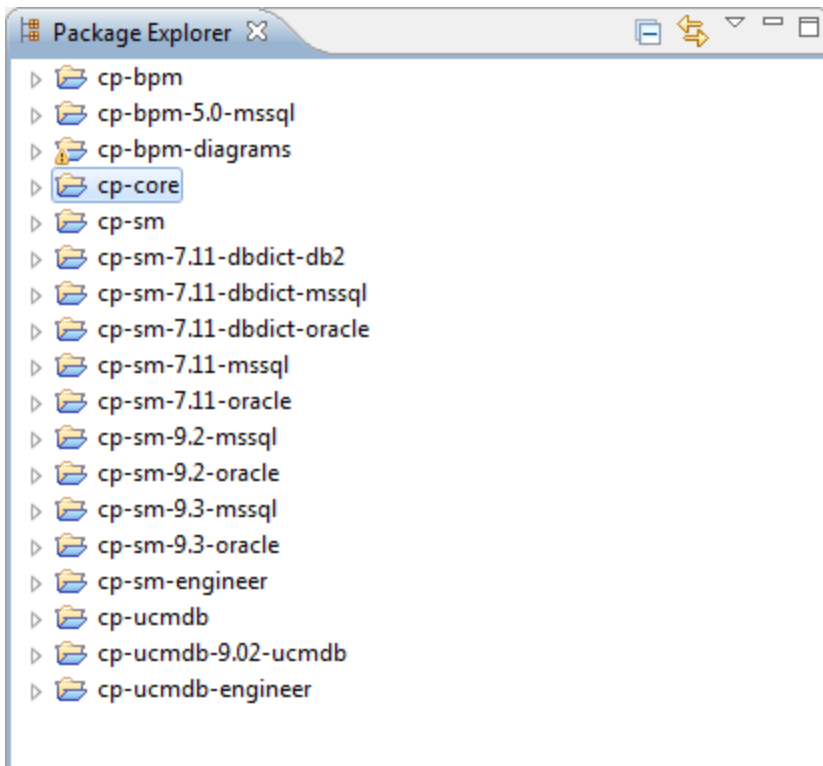 Package Explorer
cp-bpm
cp-bpm-5.0-mssql
cp-bpm-diagrams
cp-core
cp-sm
cp-sm-7.11-dbdict-db2
cp-sm-7.11-dbdict-mssql
cp-sm-7.11-dbdict-oracle
cp-sm-7.11-mssql
cp-sm-7.11-oracle
cp-sm-9.2-mssql
cp-sm-9.2-oracle
cp-sm-9.3-mssql
cp-sm-9.3-oracle
cp-sm-engineer
cp-ucmdb
cp-ucmdb-9.02-ucmdb
cp-ucmdb-engineer